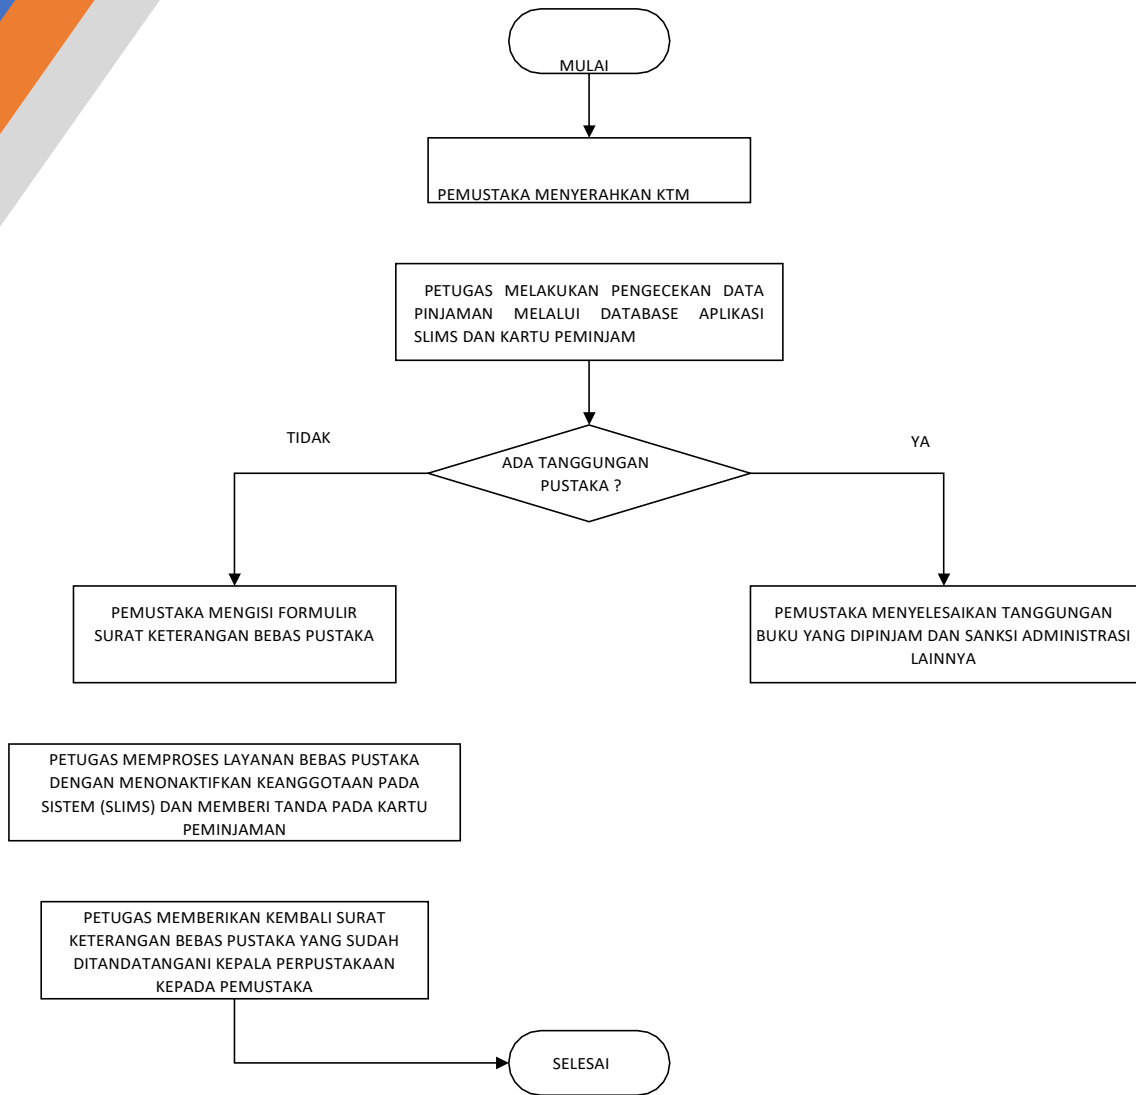 MULAI
PEMUSTAKA MENYERAHKAN KTM
PETUGAS MELAKUKAN PENGECEKAN DATA
PINJAMAN MELALUI DATABASE APLIKASI
SLIMS DAN KARTU PEMINJAM
TIDAK
ADA TANGGUNGAN
PUSTAKA ?
YA
PEMUSTAKA MENGISI FORMULIR
SURAT KETERANGAN BEBAS PUSTAKA
PEMUSTAKA MENYELESAIKAN TANGGUNGAN
BUKU YANG DIPINJAM DAN SANKSI ADMINISTRASI
LAINNYA
PETUGAS MEMPROSES LAYANAN BEBAS PUSTAKA
DENGAN MENONAKTIFKAN KEANGGOTAAN PADA
SISTEM (SLIMS) DAN MEMBERI TANDA PADA KARTU
PEMINJAMAN
PETUGAS MEMBERIKAN KEMBALI SURAT
KETERANGAN BEBAS PUSTAKA YANG SUDAH
DITANDATANGANI KEPALA PERPUSTAKAAN
KEPADA PEMUSTAKA
SELESAI